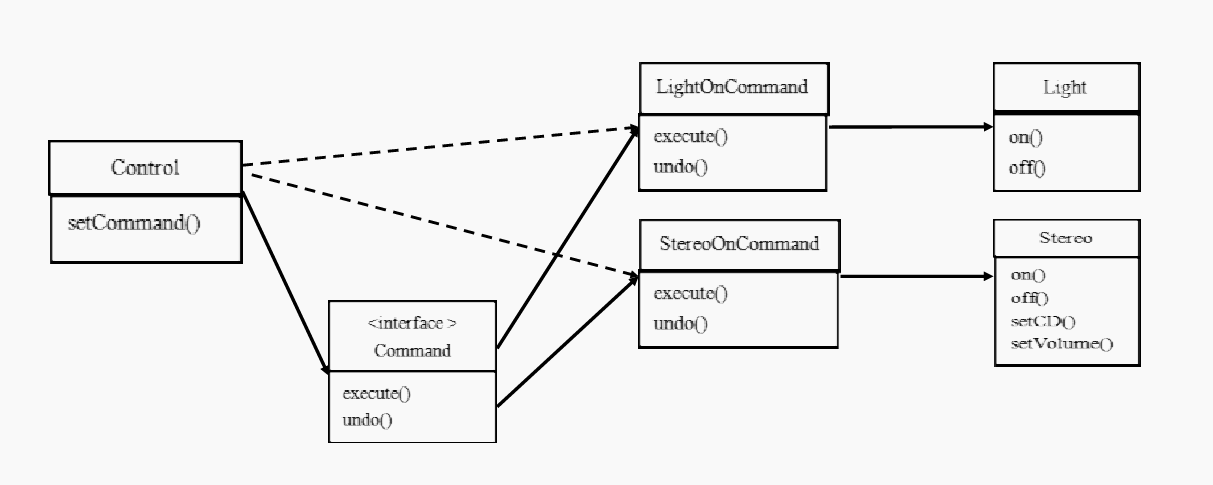 Control
setCommand()
<interface >
Command
execute()
undo()
LightOnCommand
execute()
undo()
StereoOnCommand
execute()
undo()
Light
on()
off()
Stereo
on()
off()
setCD()
setVolume()